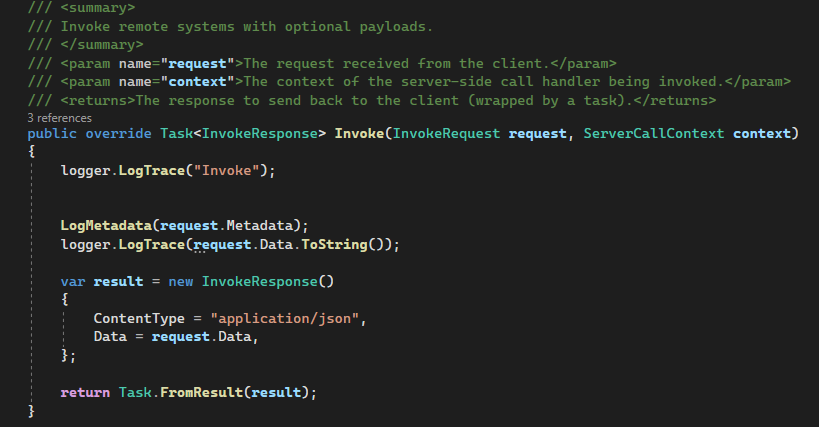 /// <summary>
/// Invoke remote systems with optional payloads.
/// </summary>
/// <param name="request">The request received from the client.</param>
/// <param name="context">The context of the server-side call handler being invoked.</param>
/// <returns>The response to send back to the client (wrapped by a task).</returns>
3 references
public override Task<InvokeResponse> Invoke(InvokeRequest request, ServerCallContext context)
{
    logger.LogTrace("Invoke");
    LogMetadata(request.Metadata);
    logger.LogTrace(request.Data.ToString());
    var result = new InvokeResponse()
    {
        ContentType = "application/json",
        Data = request.Data,
    };
    return Task.FromResult(result);
}